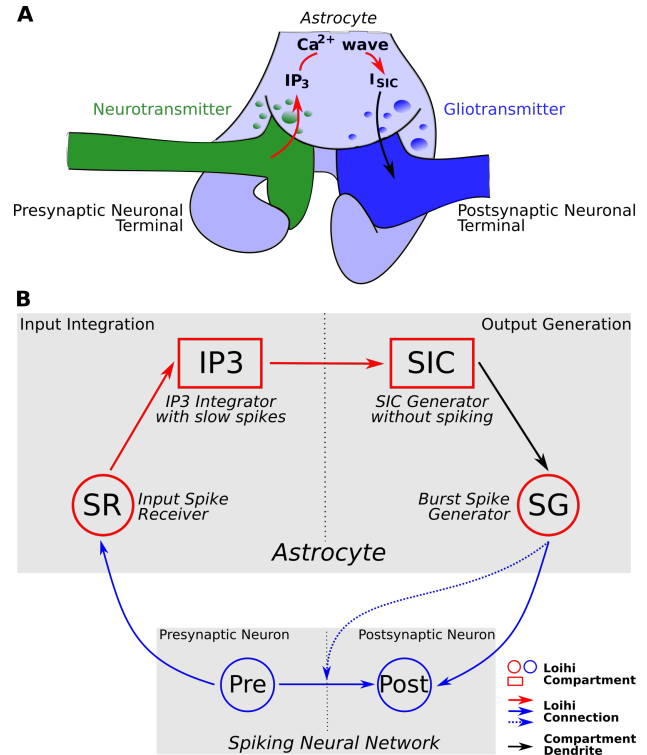 A
Astrocyte
Ca2+ wave
IP3
ISIC
Neurotransmitter
Gliotransmitter
Presynaptic Neuronal
Terminal
Postsynaptic Neuronal
Terminal
B
Input Integration
Output Generation
IP3
SIC
IP3 Integrator
with slow spikes
SIC Generator
without spiking
SR
Input Spike
Receiver
Burst Spike
Generator
SG
Astrocyte
Presynaptic Neuron
Postsynaptic Neuron
Pre
Post
Spiking Neural Network
Loihi
Compartment
Loihi
Connection
Compartment
Dendrite